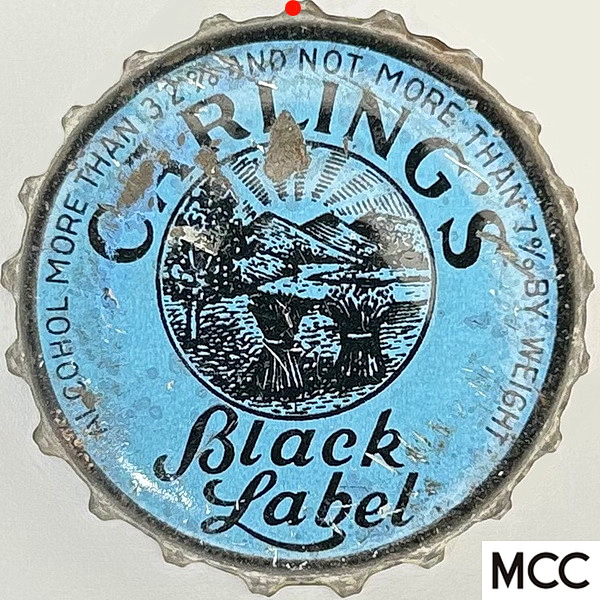 ALCOHOL MORE THAN 3.2% AND NOT MORE THAN 7% BY WEIGHT
CARLING'S
Black
Label
MCC